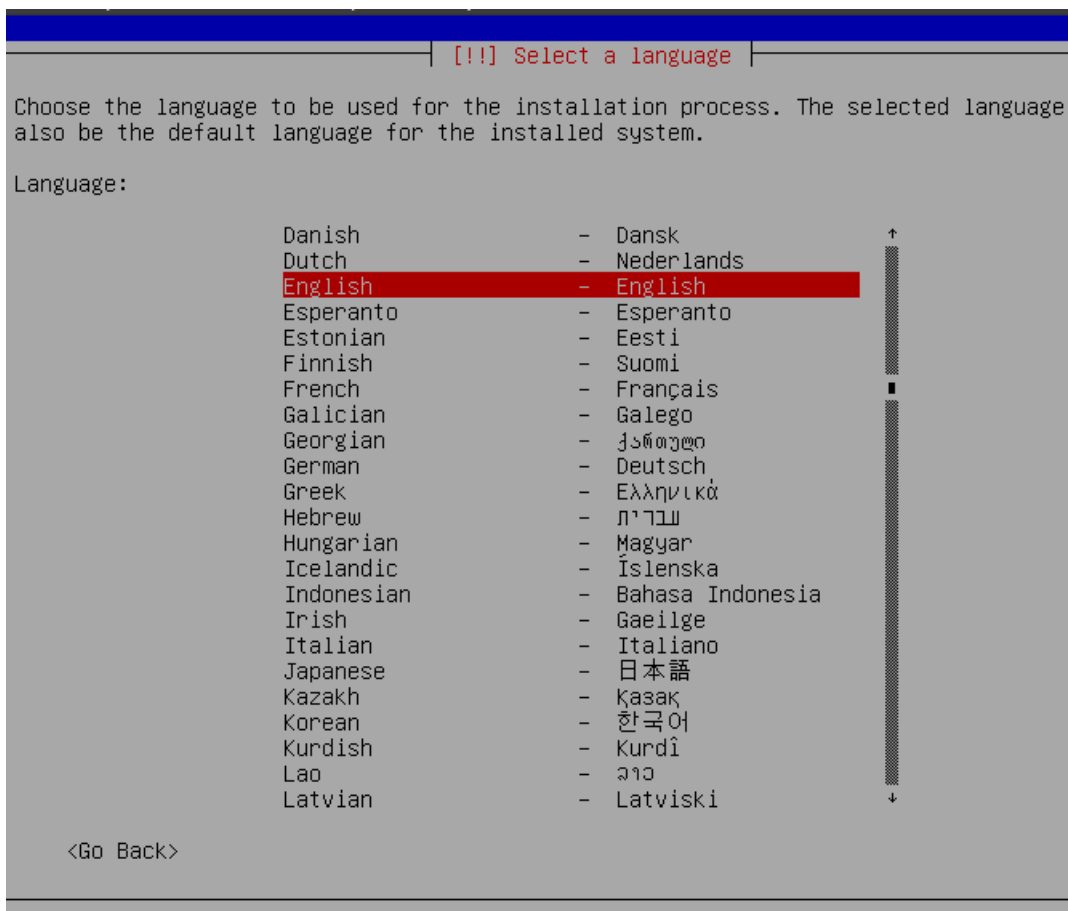 [!!] Select a language
Choose the language to be used for the installation process. The selected language
also be the default language for the installed system.
Language:
Danish - Dansk
Dutch - Nederlands
English - English
Esperanto - Esperanto
Estonian - Eesti
Finnish - Suomi
French - Français
Galician - Galego
Georgian - ქართული
German - Deutsch
Greek - Ελληνικά
Hebrew - עברית
Hungarian - Magyar
Icelandic - Íslenska
Indonesian - Bahasa Indonesia
Irish - Gaeilge
Italian - Italiano
Japanese - 日本語
Kazakh - Қазақ
Korean - 한국어
Kurdish - Kurdî
Lao - ລາວ
Latvian - Latviski
<Go Back>